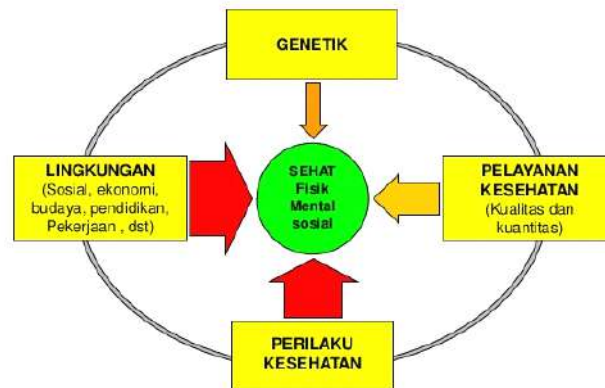 GENETIK
LINGKUNGAN
(Sosial, ekonomi,
budaya, pendidikan,
Pekerjaan , dst)
SEHAT
Fisik
Mental
sosial
PELAYANAN
KESEHATAN
(Kualitas dan
kuantitas)
PERILAKU
KESEHATAN